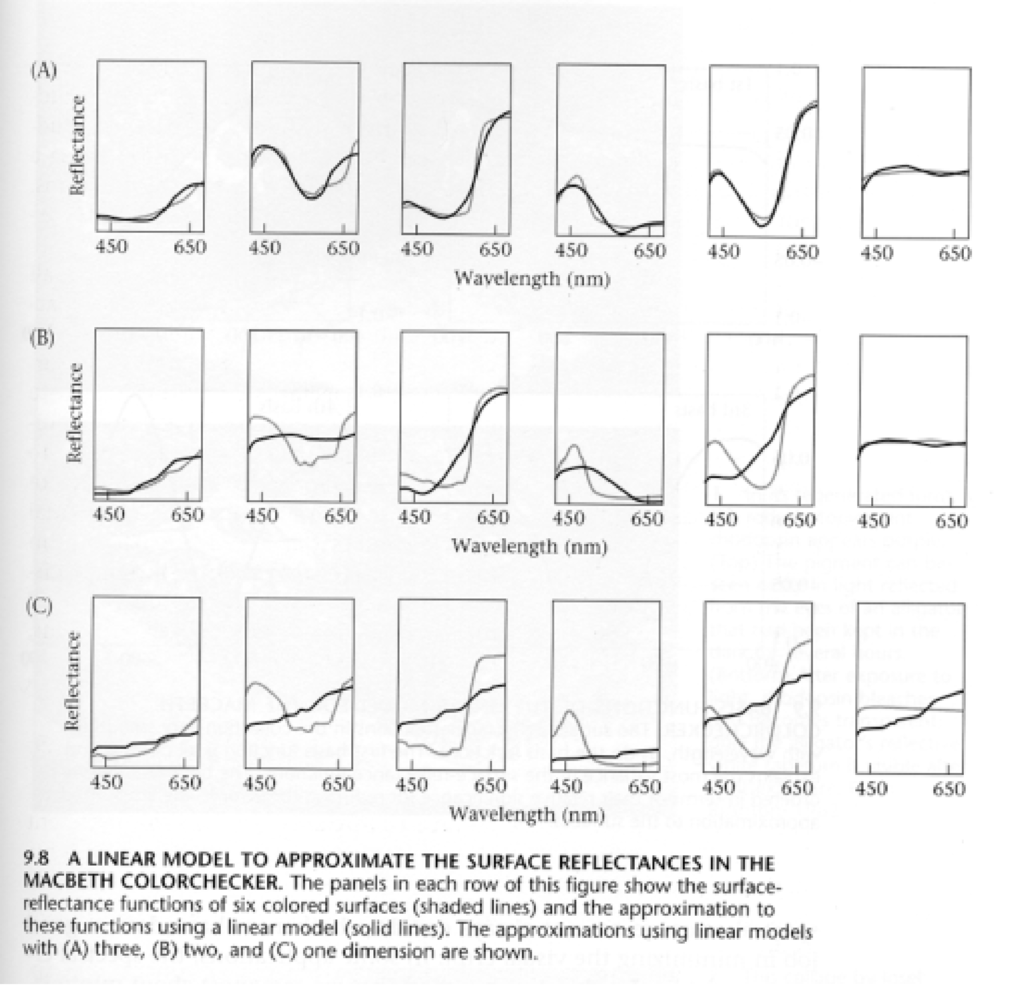 (A)
Reflectance
450 650 450 650 450 650 450 650 450 650 450 650
Wavelength (nm)
(B)
Reflectance
450 650 450 650 450 650 450 650 450 650 450 650
Wavelength (nm)
(C)
Reflectance
450 650 450 650 450 650 450 650 450 650 450 650
Wavelength (nm)
9.8 A LINEAR MODEL TO APPROXIMATE THE SURFACE REFLECTANCES IN THE
MACBETH COLORCHECKER. The panels in each row of this figure show the surface-
reflectance functions of six colored surfaces (shaded lines) and the approximation to
these functions using a linear model (solid lines). The approximations using linear models
with (A) three, (B) two, and (C) one dimension are shown.